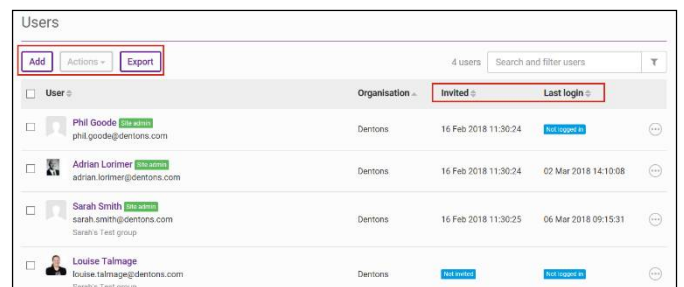 Users
Add Actions Export 4 users Search and filter users
User Organisation Invited Last login
Phil Goode Site admin
phil.goode@dentons.com
Dentons 16 Feb 2018 11:30:24 Not logged in
Adrian Lorimer Site admin
adrian.lorimer@dentons.com
Dentons 16 Feb 2018 11:30:24 02 Mar 2018 14:10:08
Sarah Smith Site admin
sarah.smith@dentons.com
Sarah's Test group
Dentons 16 Feb 2018 11:30:25 06 Mar 2018 09:15:31
Louise Talmage
louise.talmage@dentons.com
Sarah's Test group
Dentons Not invited Not logged in